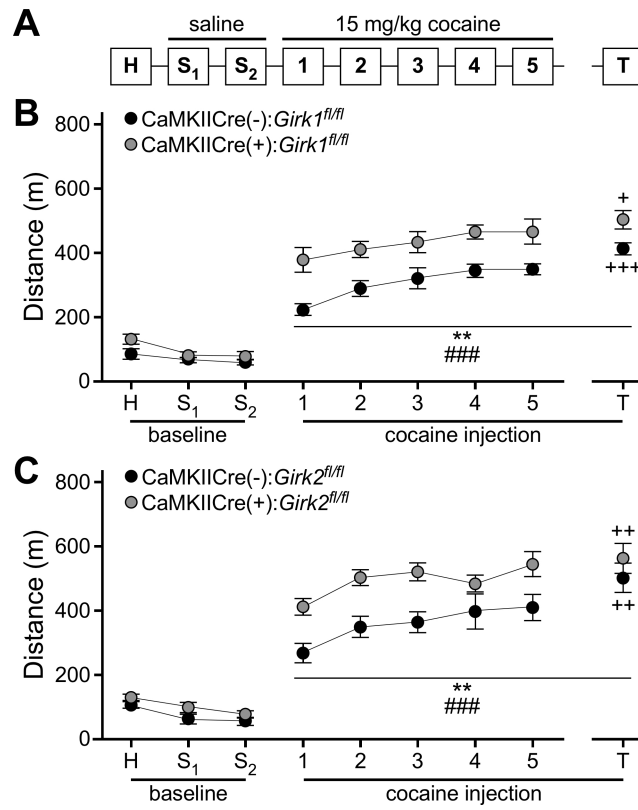 A
saline 15 mg/kg cocaine
H S₁ S₂ 1 2 3 4 5 T
B
800
CaMKIICre(-):Girk1fl/fl
CaMKIICre(+):Girk1fl/fl
600
+
400
+++
Distance (m)
200
**
###
0
H S₁ S₂ 1 2 3 4 5 T
baseline cocaine injection
C
800
CaMKIICre(-):Girk2fl/fl
CaMKIICre(+):Girk2fl/fl
600
++
400
++
Distance (m)
200
**
###
0
H S₁ S₂ 1 2 3 4 5 T
baseline cocaine injection